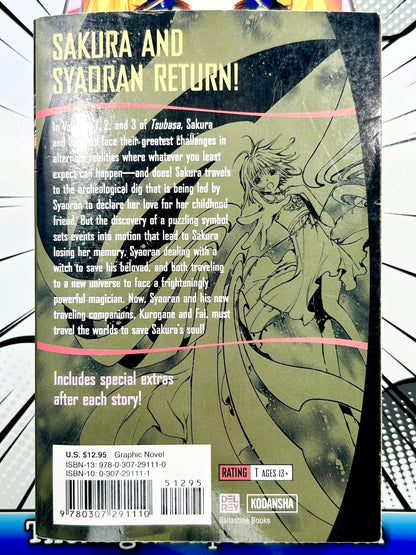 SAKURA AND
SYAORAN RETURN!
In Vo 2, and 3 of Tsubasa, Sakura
and face their greatest challenges in
alternate realities where whatever you least
expect can happen—and does! Sakura travels
to the archeological dig that is being led by
Syaoran to declare her love for her childhood
friend. But the discovery of a puzzling symbol
sets events into motion that lead to Sakura
losing her memory, Syaoran dealing with a
witch to save his beloved, and both traveling
to a new universe to face a frighteningly
powerful magician. Now, Syaoran and his new
traveling companions, Kurogane and Fai, must
travel the worlds to save Sakura's soul!
Includes special extras
after each story!
U.S. $12.95 Graphic Novel
ISBN-13: 978-0-307-29111-0
ISBN-10: 0-307-29111-1
51295
9 780307 291110
RATING T AGES 13+
DEL REY KODANSHA
Ballantine Books